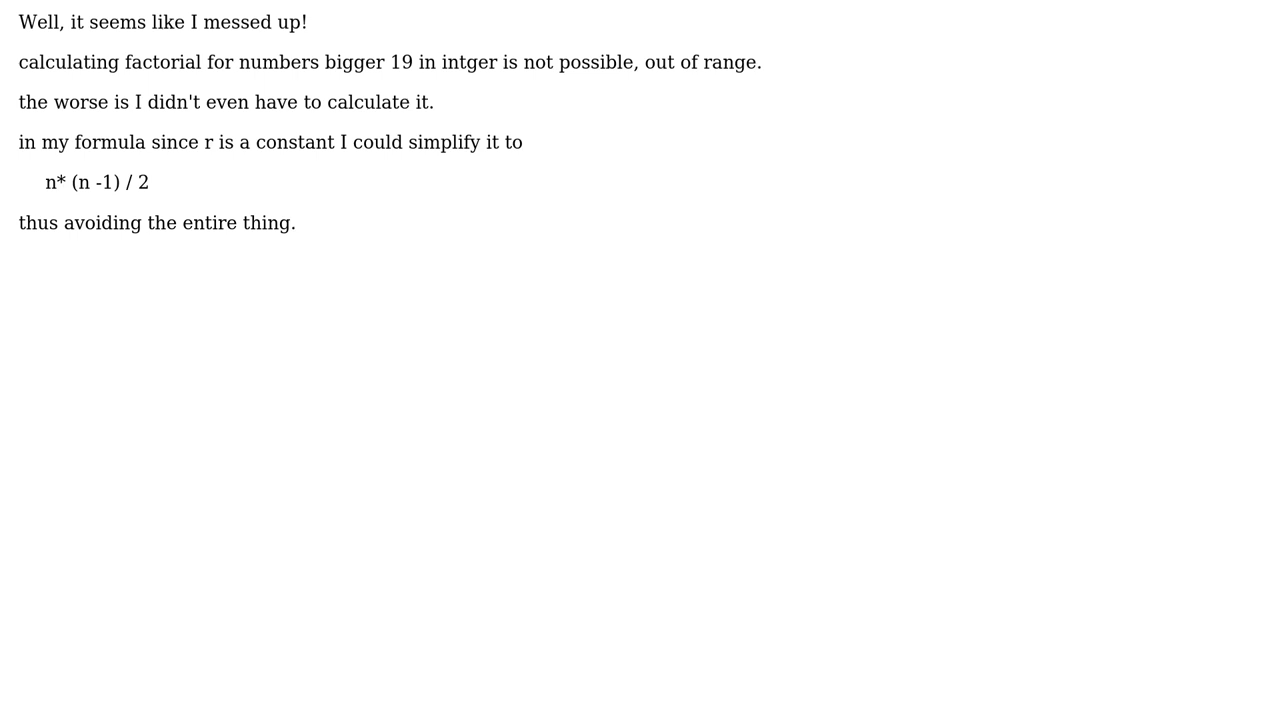 Well, it seems like I messed up!
calculating factorial for numbers bigger 19 in intger is not possible, out of range.
the worse is I didn't even have to calculate it.
in my formula since r is a constant I could simplify it to
n* (n -1) / 2
thus avoiding the entire thing.